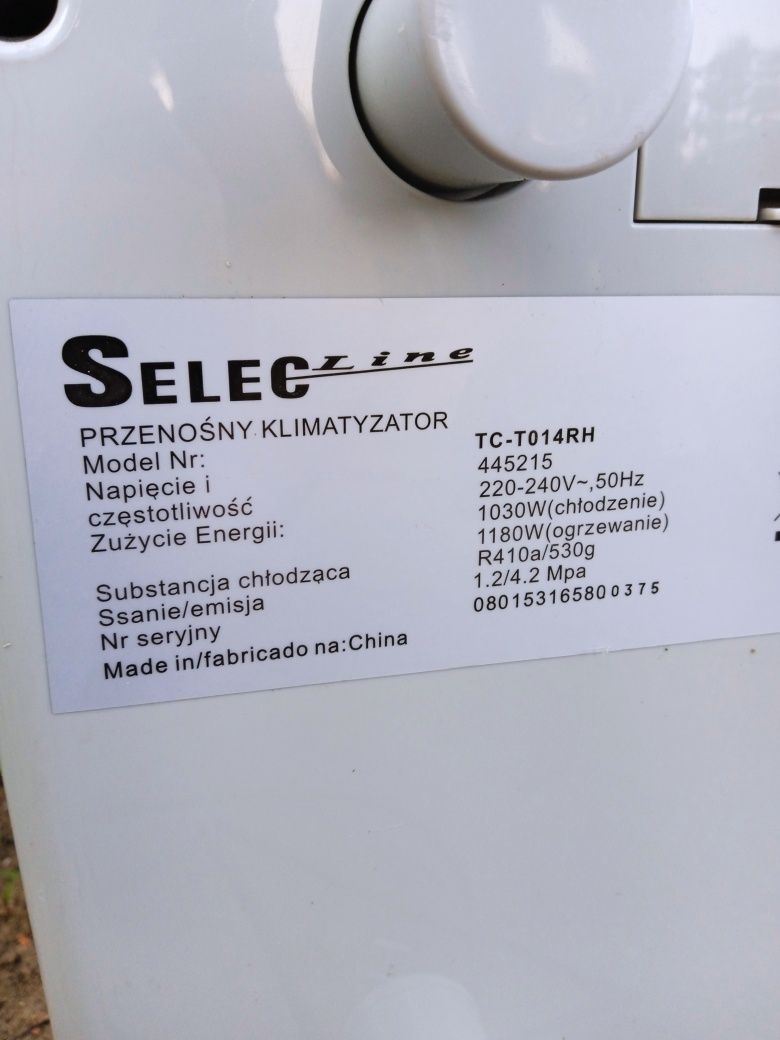 SELEC Line
PRZENOŚNY KLIMATYZATOR
Model Nr: TC-T014RH
Napięcie i 445215
częstotliwość 220-240V~,50Hz
Zużycie Energii: 1030W(chłodzenie)
1180W(ogrzewanie)
Substancja chłodząca R410a/530g
Ssanie/emisja 1.2/4.2 Mpa
Nr seryjny 080153165800375
Made in/fabricado na:China